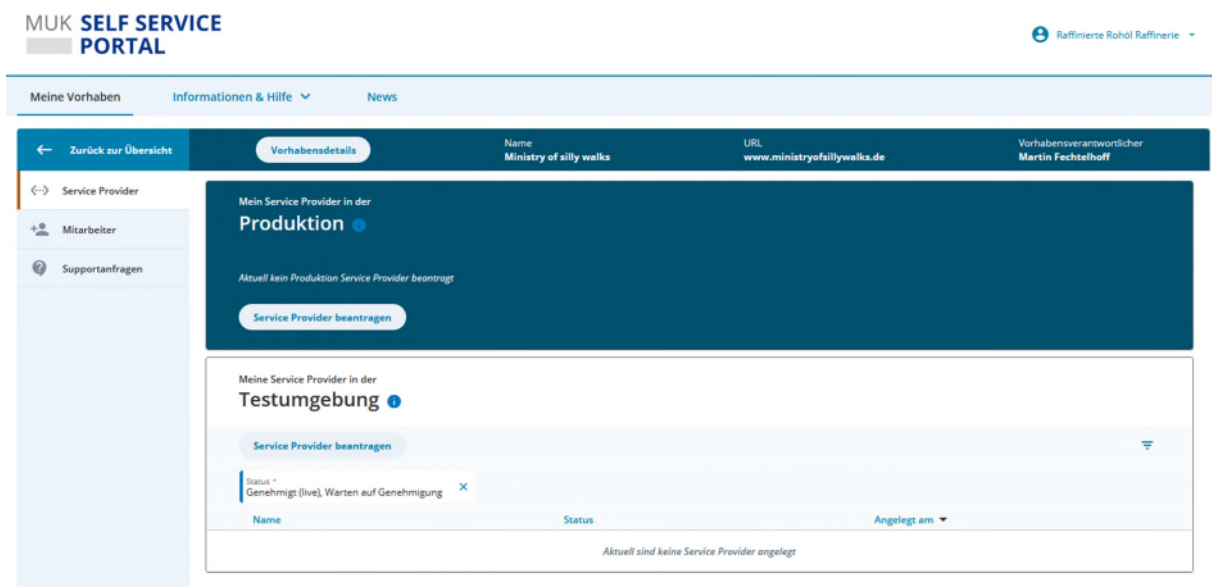 MUK SELF SERVICE
PORTAL
Raffinierte Rohöl Raffinerie
Meine Vorhaben
Informationen & Hilfe
News
Zurück zur Übersicht
Vorhabensdetails
Name
Ministry of silly walks
URL
www.ministryofsillywalks.de
Vorhabensverantwortlicher
Martin Fechtelhoff
Service Provider
Mitarbeiter
Supportanfragen
Mein Service Provider in der
Produktion
Aktuell kein Produktion Service Provider beantragt
Service Provider beantragen
Meine Service Provider in der
Testumgebung
Service Provider beantragen
Status *
Genehmigt (live), Warten auf Genehmigung
Name
Status
Angelegt am
Aktuell sind keine Service Provider angelegt